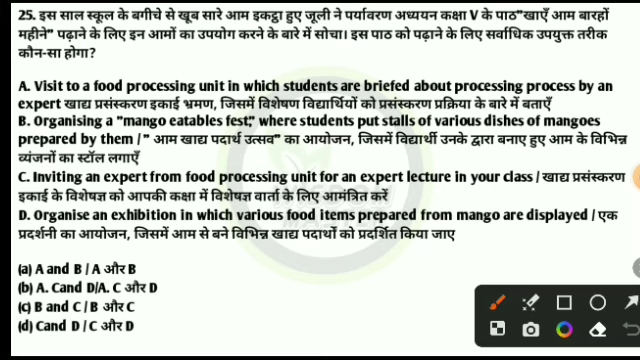 25. इस साल स्कूल के बगीचे से खूब सारे आम इकट्ठा हुए जूली ने पर्यावरण अध्ययन कक्षा V के पाठ"खाएँ आम बारहों
महीने" पढ़ाने के लिए इन आमों का उपयोग करने के बारे में सोचा। इस पाठ को पढ़ाने के लिए सर्वाधिक उपयुक्त तरीक
कौन-सा होगा?
A. Visit to a food processing unit in which students are briefed about processing process by an
expert खाद्य प्रसंस्करण इकाई भ्रमण, जिसमें विशेषण विद्यार्थियों को प्रसंस्करण प्रक्रिया के बारे में बताएँ
B. Organising a "mango eatables fest," where students put stalls of various dishes of mangoes
prepared by them /" आम खाद्य पदार्थ उत्सव" का आयोजन, जिसमें विद्यार्थी उनके द्वारा बनाए हुए आम के विभिन्न
व्यंजनों का स्टॉल लगाएँ
C. Inviting an expert from food processing unit for an expert lecture in your class / खाद्य प्रसंस्करण
इकाई के विशेषज्ञ को आपकी कक्षा में विशेषज्ञ वार्ता के लिए आमंत्रित करें
D. Organise an exhibition in which various food items prepared from mango are displayed / एक
प्रदर्शनी का आयोजन, जिसमें आम से बने विभिन्न खाद्य पदार्थों को प्रदर्शित किया जाए
(a) A and B / A और B
(b) A. Cand D/A. C और D
(c) B and C / B और C
(d) Cand D / C और D